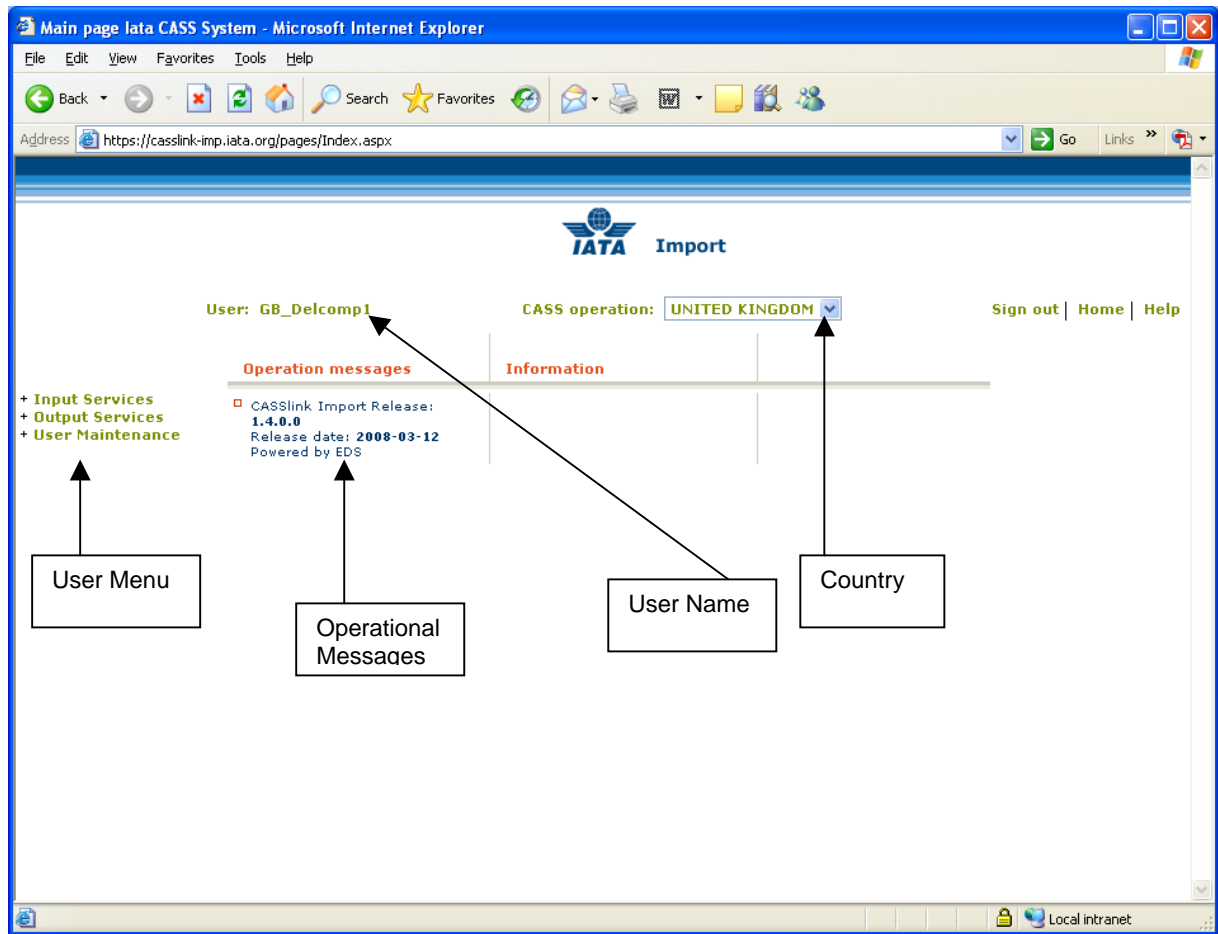 Main page Iata CASS System - Microsoft Internet Explorer
File Edit View Favorites Tools Help
Back Search Favorites
Address https://casslink-imp.iata.org/pages/Index.aspx Go Links »
IATA Import
User: GB_Delcomp1 CASS operation: UNITED KINGDOM Sign out | Home | Help
Operation messages Information
+ Input Services
+ Output Services
+ User Maintenance
CASSlink Import Release:
1.4.0.0
Release date: 2008-03-12
Powered by EDS
User Menu
Operational
Messages
User Name
Country
Local intranet